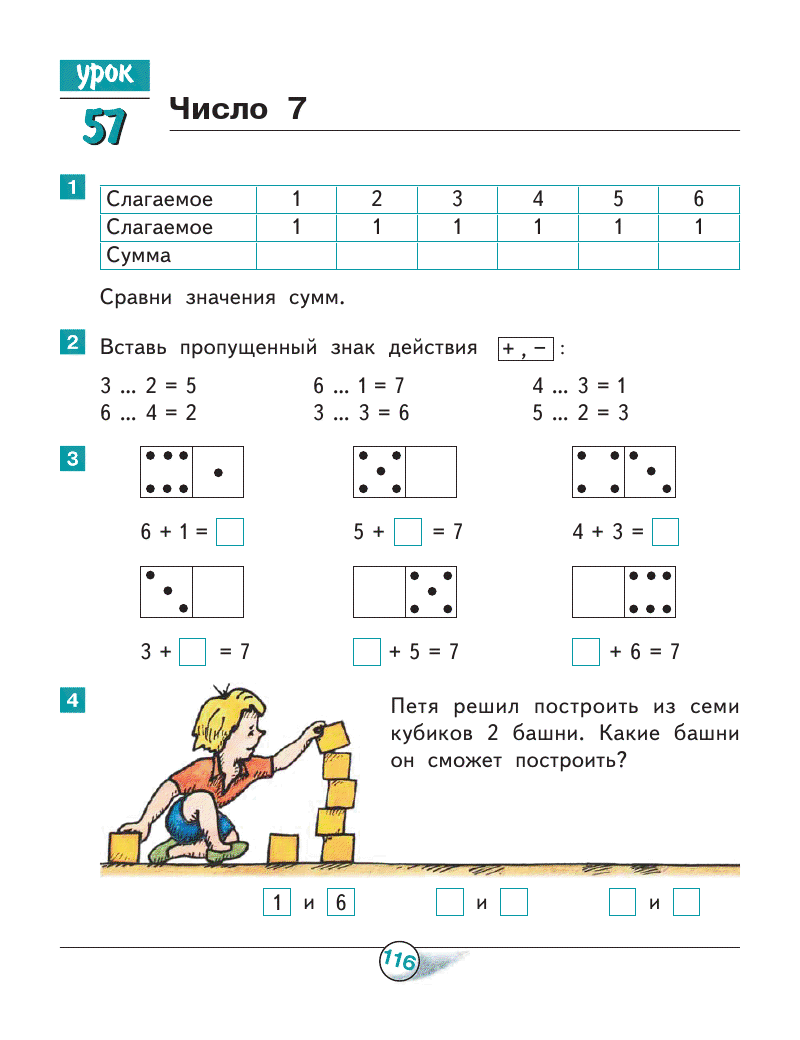 урок
57
Число 7
1
Слагаемое 1 2 3 4 5 6
Слагаемое 1 1 1 1 1 1
Сумма
Сравни значения сумм.
2
Вставь пропущенный знак действия + , − :
3 ... 2 = 5 6 ... 1 = 7 4 ... 3 = 1
6 ... 4 = 2 3 ... 3 = 6 5 ... 2 = 3
3
6 + 1 = 5 + = 7 4 + 3 =
3 + = 7 + 5 = 7 + 6 = 7
4
Петя решил построить из семи
кубиков 2 башни. Какие башни
он сможет построить?
1 и 6 и и
116